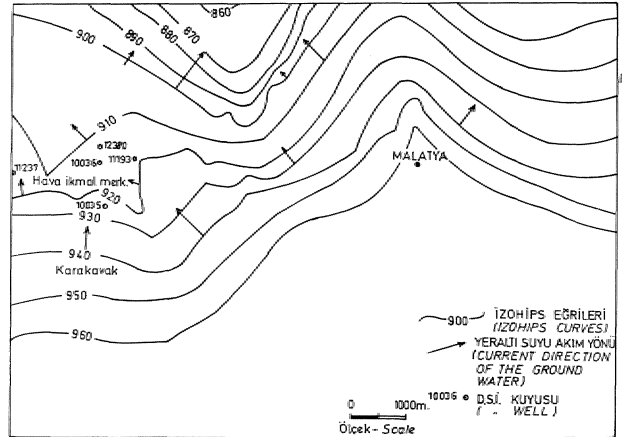 860
870
880
890
900
910
12310
10036
11193
11237
Hava ikmal merk.
920
10035
930
MALATYA
940
Karakavak
950
960
900
İZOHİPS EĞRİLERİ
(IZOHIPS CURVES)
YERALTI SUYU AKIM YÖNÜ
(CURRENT DIRECTION
OF THE GROUND
WATER)
10036 D.S.İ. KUYUSU
( „ WELL )
0 1000m.
Ölçek - Scale